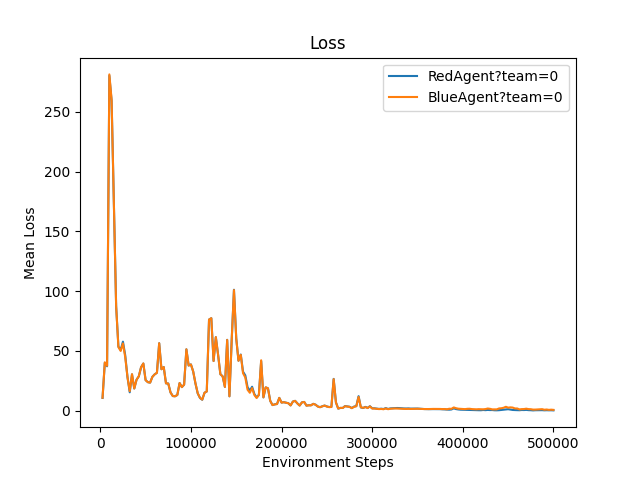 Loss
RedAgent?team=0
BlueAgent?team=0
Mean Loss
250
200
150
100
50
0
0 100000 200000 300000 400000 500000
Environment Steps